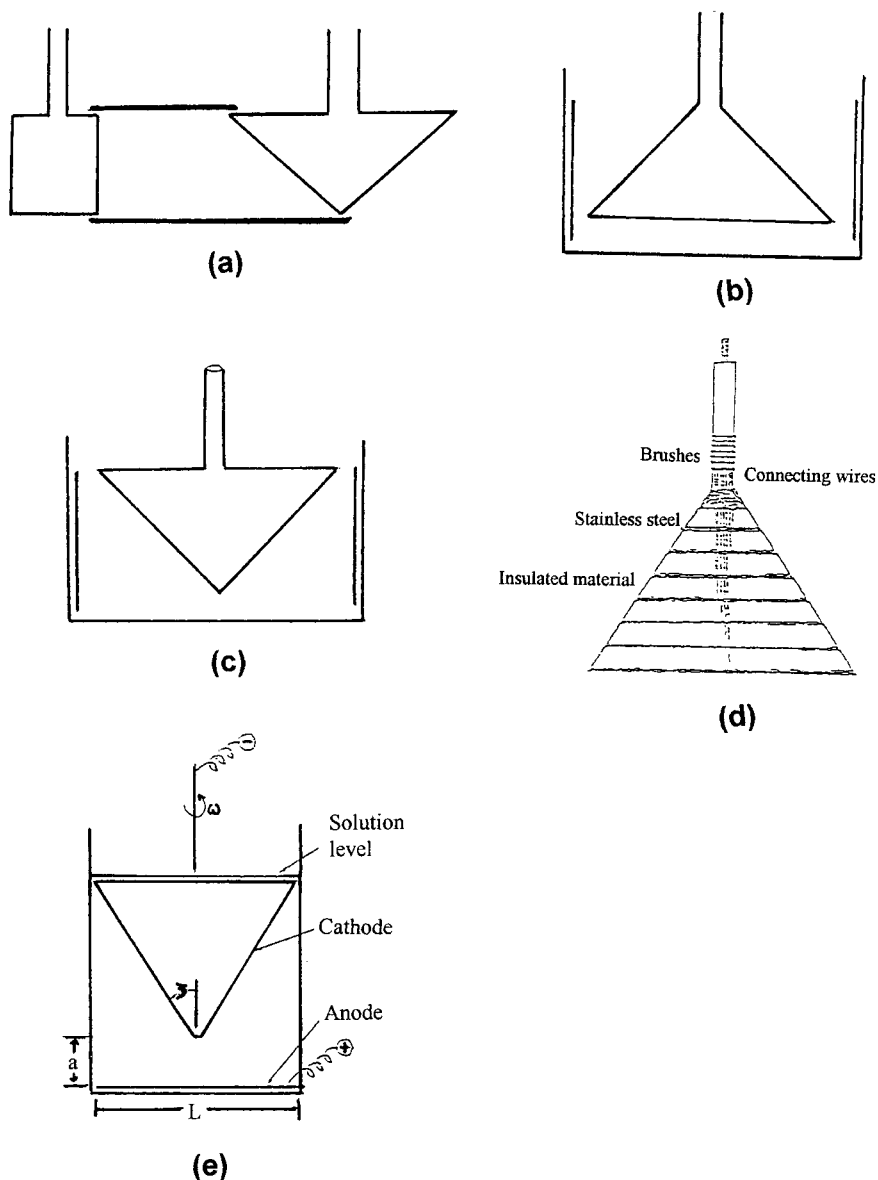 (a)
(b)
(c)
Brushes
Connecting wires
Stainless steel
Insulated material
(d)
ω
Solution
level
Cathode
Anode
a
L
(e)